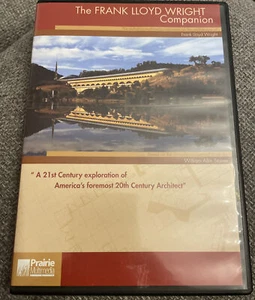 The FRANK LLOYD WRIGHT
Companion
Frank Lloyd Wright
William Allin Storrer
" A 21st Century exploration of
America's foremost 20th Century Architect"
Prairie
Multimedia